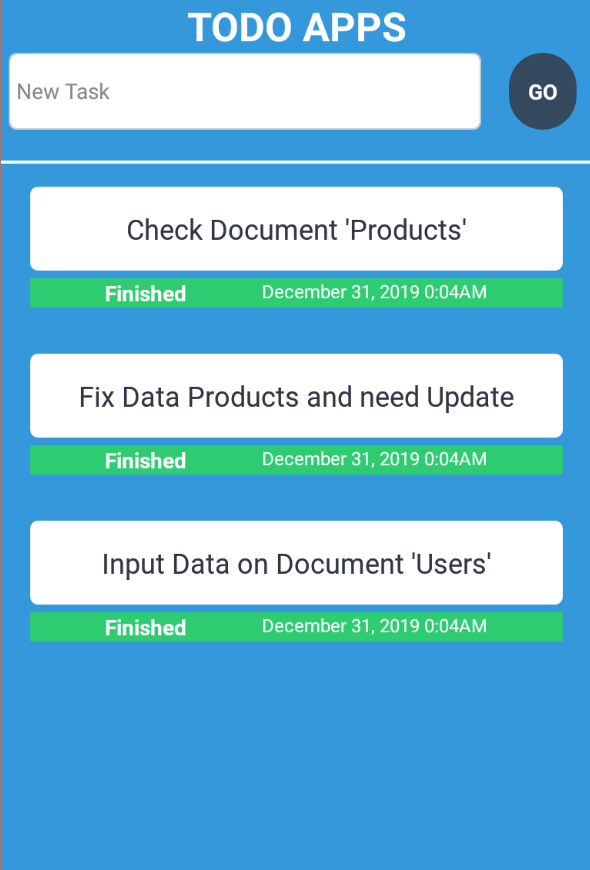 TODO APPS
New Task
GO
Check Document 'Products'
Finished December 31, 2019 0:04AM
Fix Data Products and need Update
Finished December 31, 2019 0:04AM
Input Data on Document 'Users'
Finished December 31, 2019 0:04AM